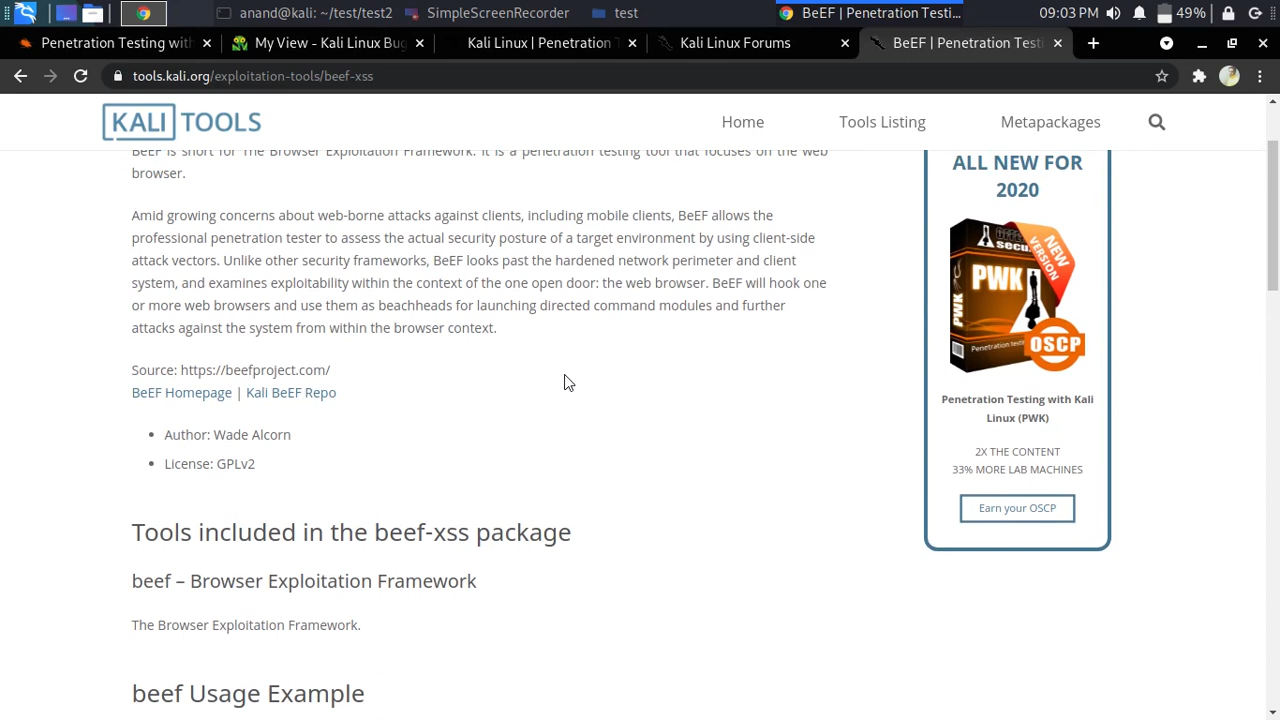 anand@kali: ~/test/test2
SimpleScreenRecorder
test
BeEF | Penetration Testi...
09:03 PM
49%
Penetration Testing with
My View - Kali Linux Bug
Kali Linux | Penetration T
Kali Linux Forums
BeEF | Penetration Testi
tools.kali.org/exploitation-tools/beef-xss
KALI TOOLS
Home
Tools Listing
Metapackages
BeEF is short for The Browser Exploitation Framework. It is a penetration testing tool that focuses on the web
browser.
Amid growing concerns about web-borne attacks against clients, including mobile clients, BeEF allows the
professional penetration tester to assess the actual security posture of a target environment by using client-side
attack vectors. Unlike other security frameworks, BeEF looks past the hardened network perimeter and client
system, and examines exploitability within the context of the one open door: the web browser. BeEF will hook one
or more web browsers and use them as beachheads for launching directed command modules and further
attacks against the system from within the browser context.
Source: https://beefproject.com/
BeEF Homepage | Kali BeEF Repo
• Author: Wade Alcorn
• License: GPLv2
Tools included in the beef-xss package
beef – Browser Exploitation Framework
The Browser Exploitation Framework.
beef Usage Example
ALL NEW FOR
2020
NEW
VERSION
PWK
PWK
OSCP
Penetration Testing with Kali
Linux (PWK)
2X THE CONTENT
33% MORE LAB MACHINES
Earn your OSCP